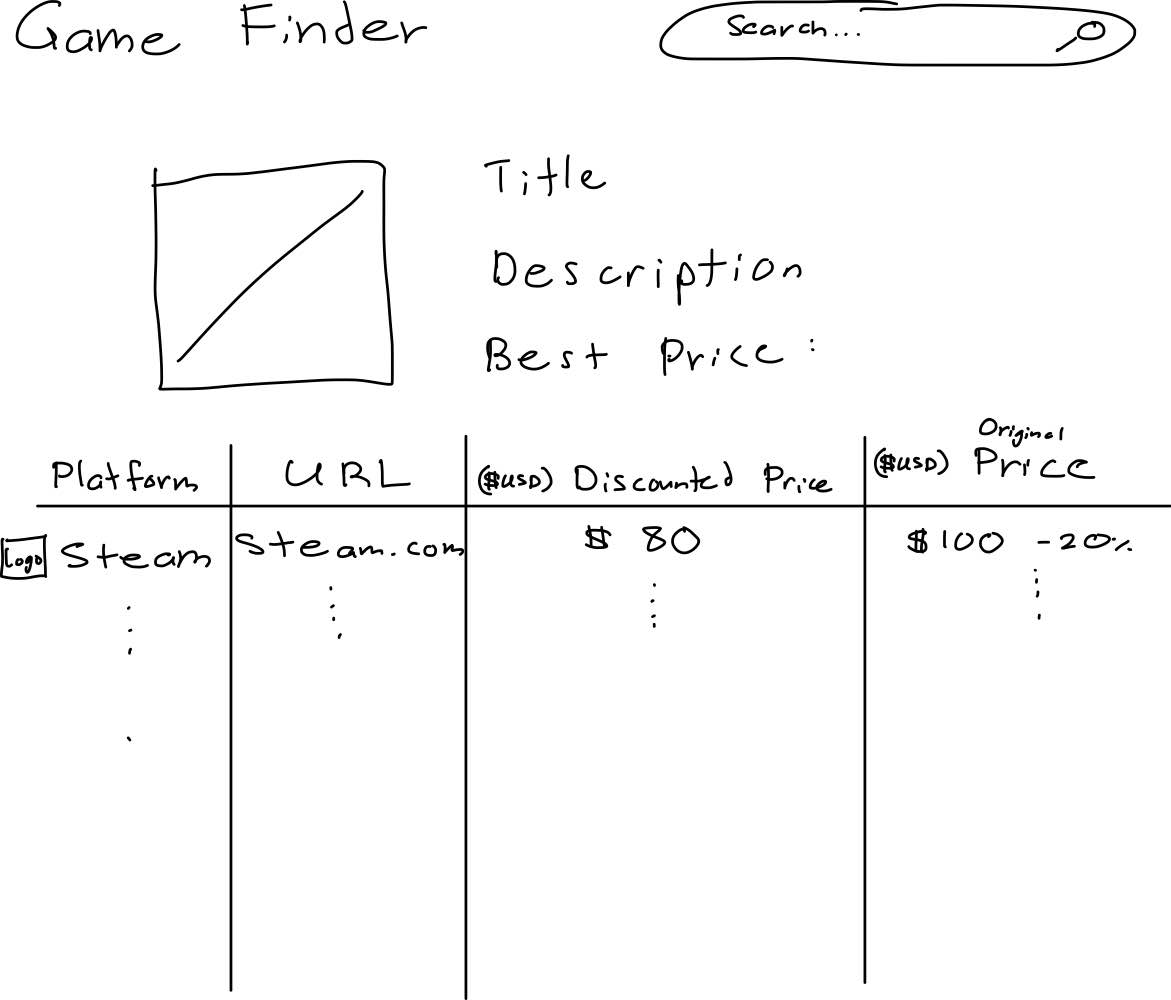 Game Finder
Search...
Title
Description
Best Price :
Platform
URL
($USD) Discounted Price
($USD) Original Price
Logo
Steam
Steam.com
$ 80
$100 -20%